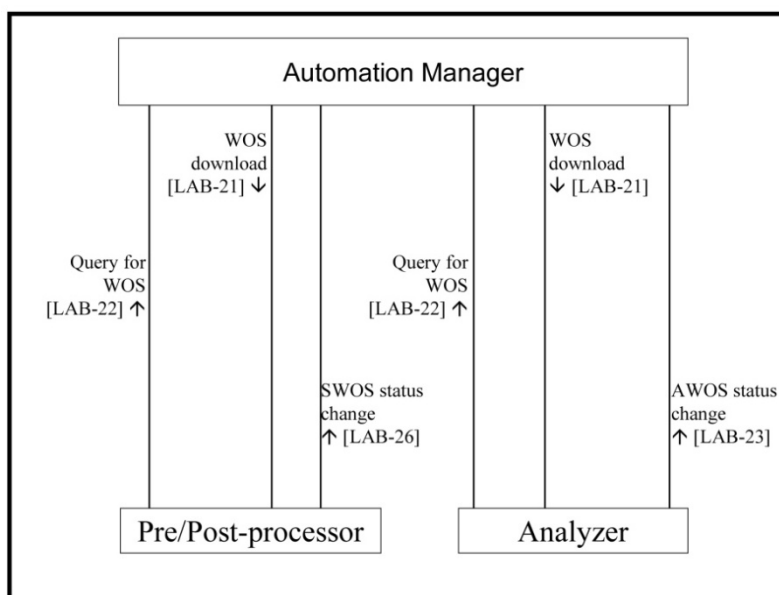 Automation Manager
WOS
download
[LAB-21] ↓
WOS
download
↓ [LAB-21]
Query for
WOS
[LAB-22] ↑
Query for
WOS
[LAB-22] ↑
SWOS status
change
↑ [LAB-26]
AWOS status
change
↑ [LAB-23]
Pre/Post-processor
Analyzer